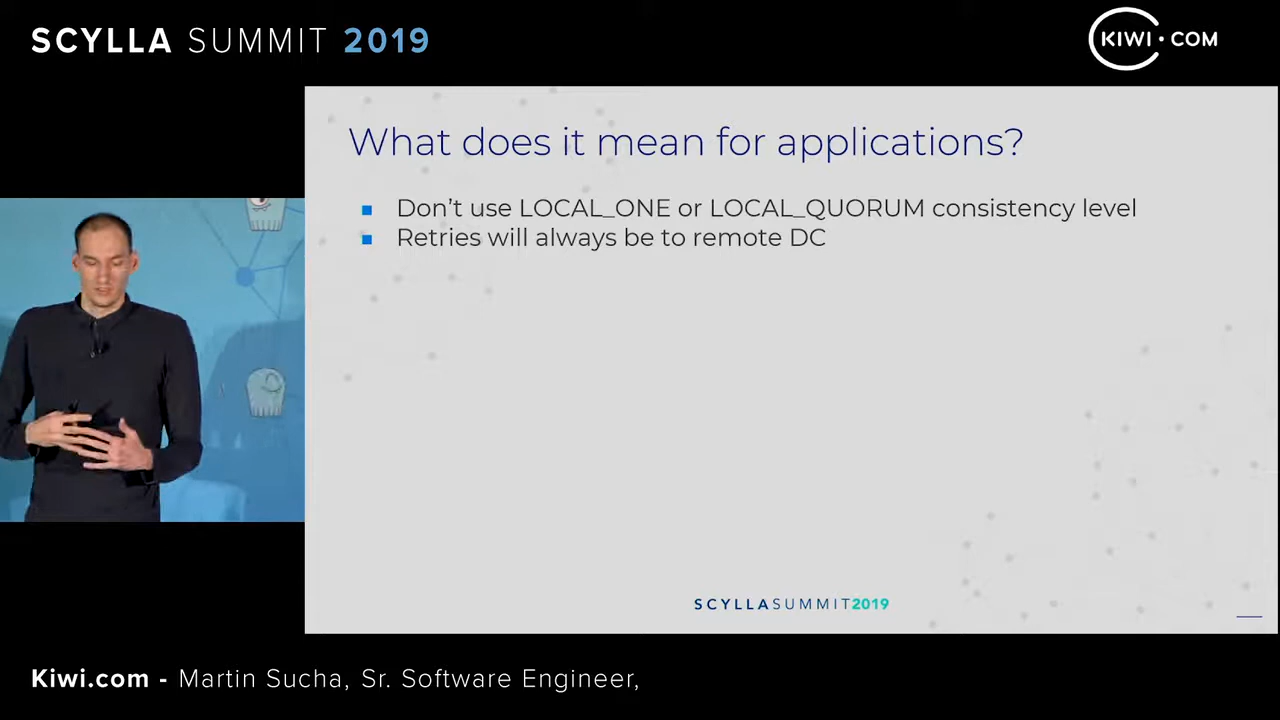 SCYLLA SUMMIT 2019
KIWI.COM
What does it mean for applications?
Don't use LOCAL_ONE or LOCAL_QUORUM consistency level
Retries will always be to remote DC
SCYLLASUMMIT2019
Kiwi.com - Martin Sucha, Sr. Software Engineer,